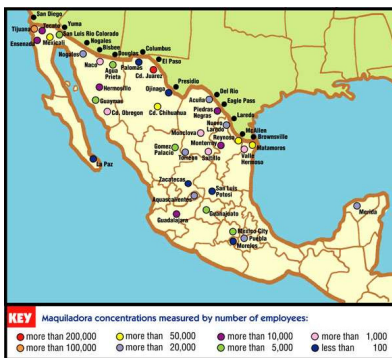 San Diego
Tijuana
Tecate
Yuma
San Luis Rio Colorado
Ensenada
Mexicali
Nogales
Bisbee
Douglas
Columbus
El Paso
Nogales
Naco
Agua Prieta
Palomas
Cd. Juarez
Presidio
Ojinaga
Hermosillo
Guaymas
Cd. Obregon
Cd. Chihuahua
Del Rio
Acuña
Eagle Pass
Piedras Negras
Laredo
Nuevo Laredo
McAllen
Reynosa
Brownsville
Matamoros
Valle Hermosa
Monclova
Monterray
Gomez Palacio
Torreon
Saltillo
La Paz
Zacatecas
San Luis Potosi
Aguascalientes
Guadalajara
Guanajuato
Mexico City
Puebla
Morelos
Merida
KEY Maquiladora concentrations measured by number of employees:
more than 200,000 more than 50,000 more than 10,000 more than 1,000
more than 100,000 more than 20,000 more than 5,000 less than 100